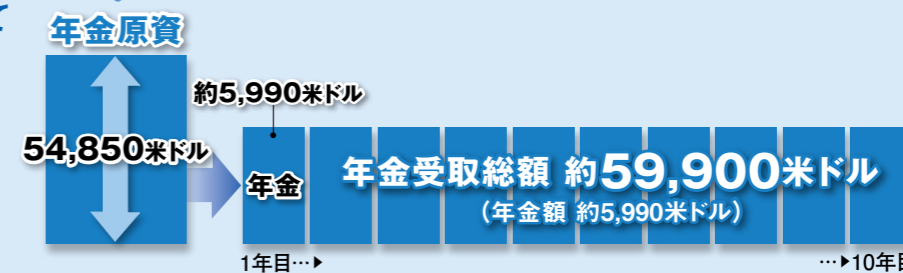 て
年金原資
約5,990米ドル
54,850米ドル
年金
年金受取総額 約59,900米ドル
(年金額 約5,990米ドル)
1年目…▶
…▶10年目